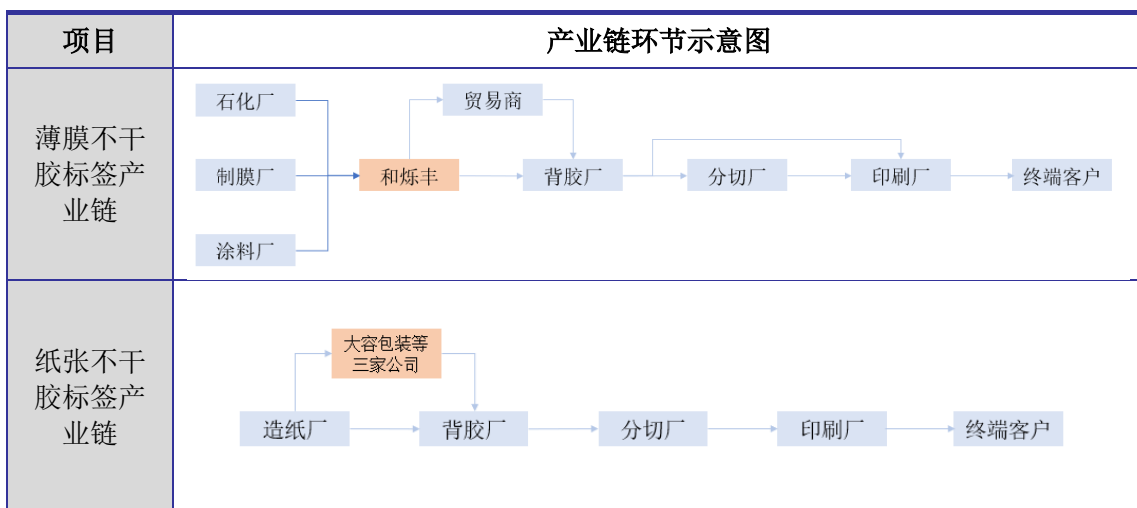 项目
产业链环节示意图
薄膜不干
胶标签产
业链
石化厂
贸易商
制膜厂
和烁丰
背胶厂
分切厂
印刷厂
终端客户
涂料厂
纸张不干
胶标签产
业链
大容包装等
三家公司
造纸厂
背胶厂
分切厂
印刷厂
终端客户